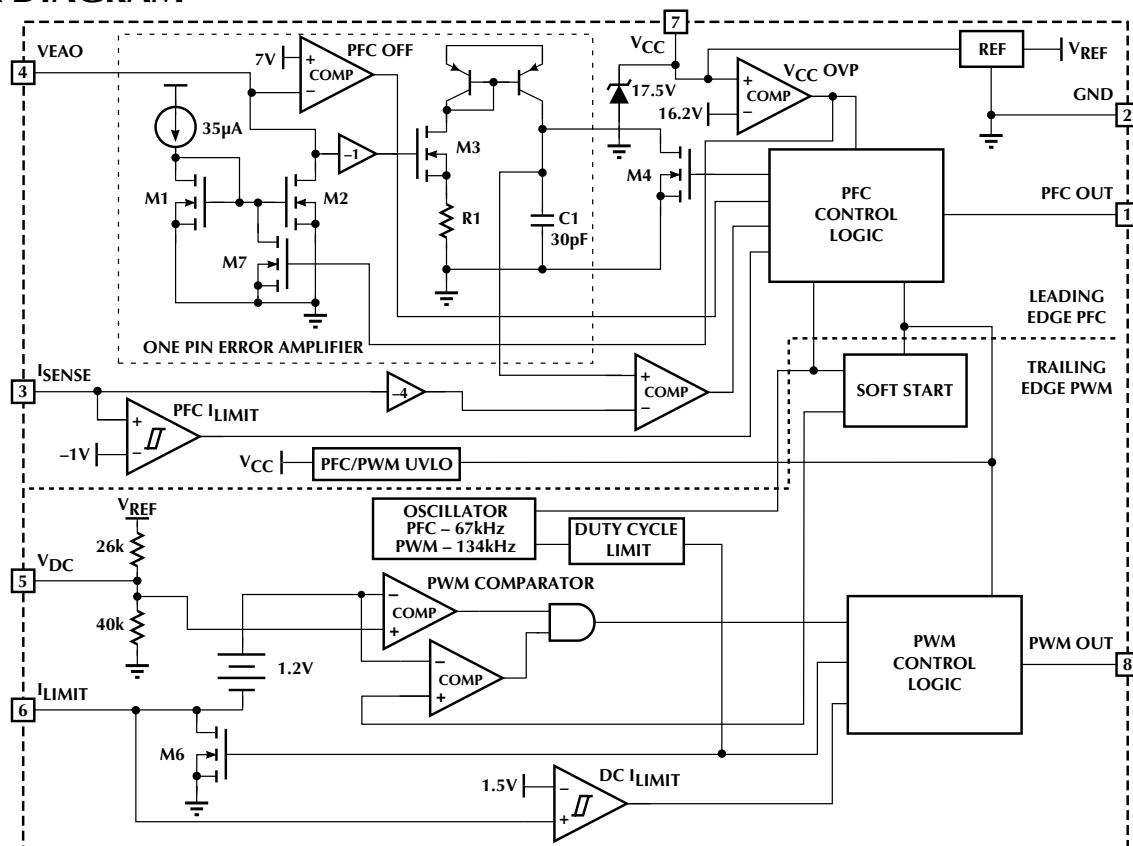 DIAGRAM
7
VEAO
4
PFC OFF
7V
+
COMP
–
VCC
VCC OVP
REF
VREF
17.5V
+
COMP
–
16.2V
GND
2
35µA
–1
M3
M4
M1
M2
R1
C1
30pF
M7
PFC
CONTROL
LOGIC
PFC OUT
1
ONE PIN ERROR AMPLIFIER
LEADING
EDGE PFC
ISENSE
3
–4
+
COMP
–
SOFT START
TRAILING
EDGE PWM
PFC ILIMIT
+
–
–1V
VCC
PFC/PWM UVLO
VREF
26k
OSCILLATOR
PFC – 67kHz
PWM – 134kHz
DUTY CYCLE
LIMIT
VDC
5
PWM COMPARATOR
–
COMP
+
40k
1.2V
–
COMP
+
PWM
CONTROL
LOGIC
PWM OUT
8
ILIMIT
6
M6
1.5V
DC ILIMIT
–
+